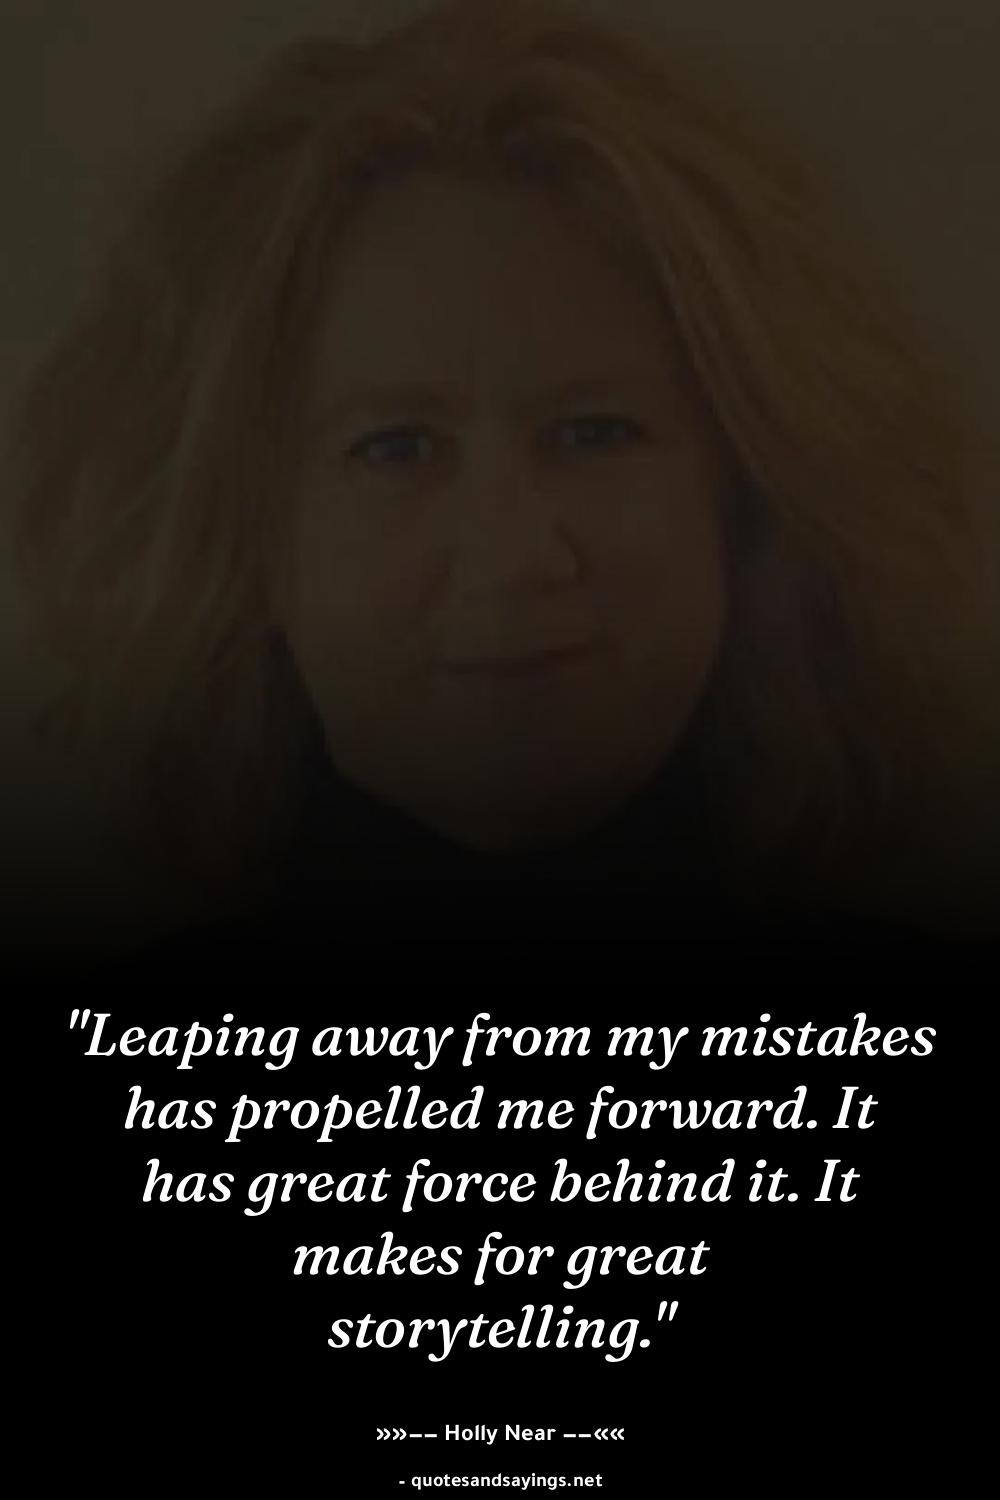 "Leaping away from my mistakes
has propelled me forward. It
has great force behind it. It
makes for great
storytelling."
»»−− Holly Near −−««
- quotesandsayings.net